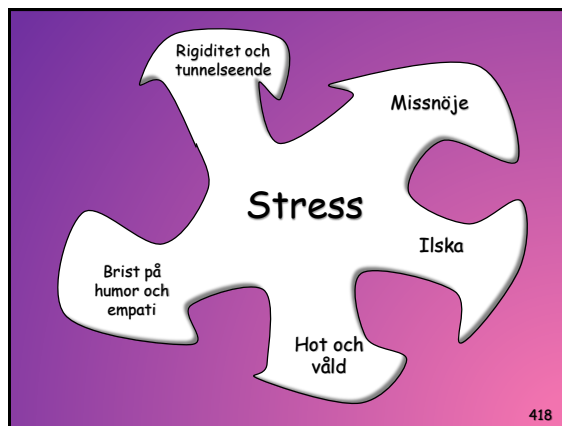 Rigiditet och
tunnelseende
Missnöje
Stress
Ilska
Brist på
humor och
empati
Hot och
våld
418